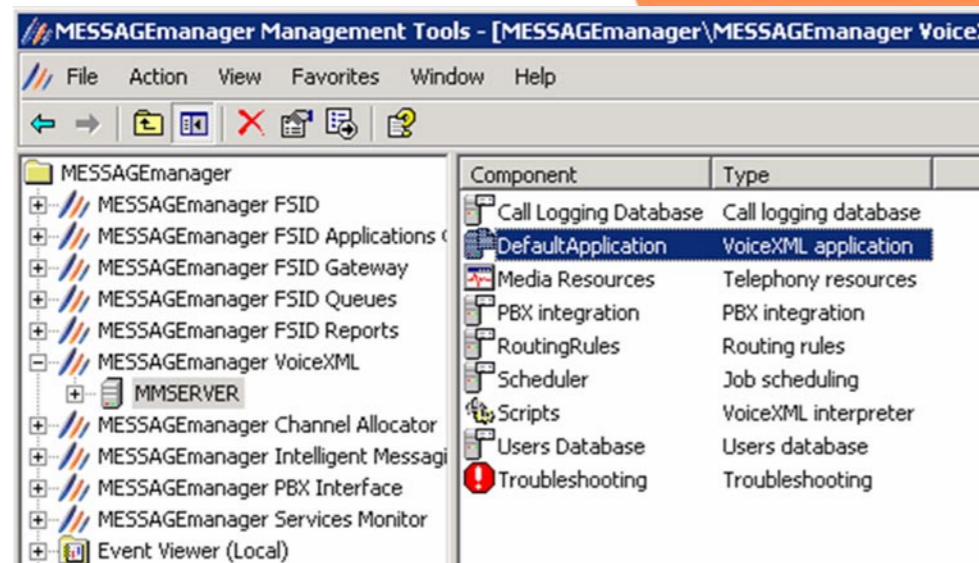 MESSAGEmanager Management Tools - [MESSAGEmanager\MESSAGEmanager Voice
File Action View Favorites Window Help
MESSAGEmanager
MESSAGEmanager FSID
MESSAGEmanager FSID Applications
MESSAGEmanager FSID Gateway
MESSAGEmanager FSID Queues
MESSAGEmanager FSID Reports
MESSAGEmanager VoiceXML
MMSERVER
MESSAGEmanager Channel Allocator
MESSAGEmanager Intelligent Messagi
MESSAGEmanager PBX Interface
MESSAGEmanager Services Monitor
Event Viewer (Local)
Component Type
Call Logging Database Call logging database
DefaultApplication VoiceXML application
Media Resources Telephony resources
PBX integration PBX integration
RoutingRules Routing rules
Scheduler Job scheduling
Scripts VoiceXML interpreter
Users Database Users database
Troubleshooting Troubleshooting